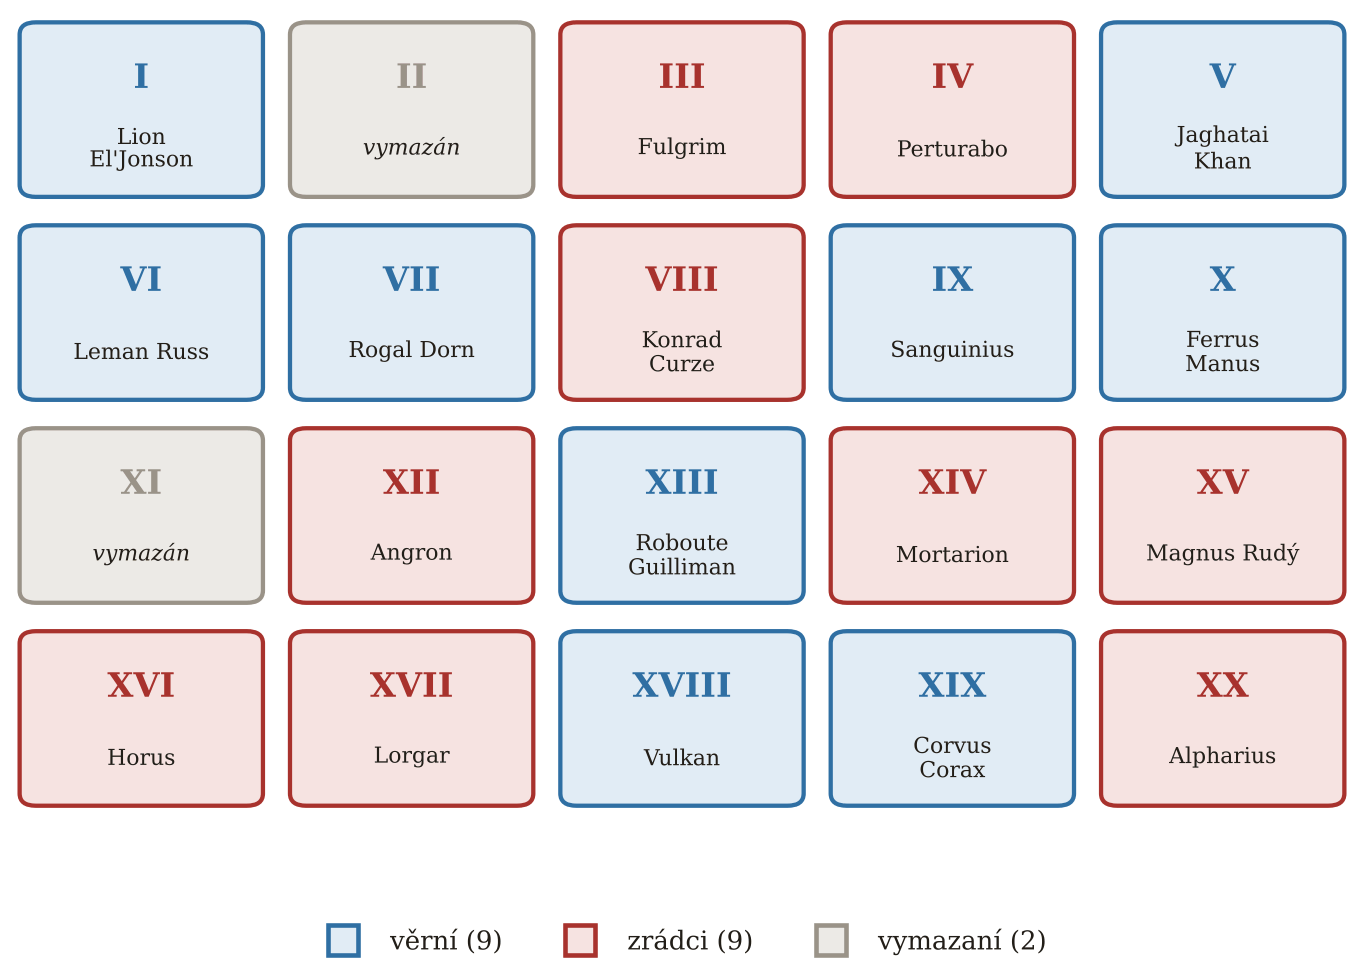 I
Lion
El'Jonson
II
vymazán
III
Fulgrim
IV
Perturabo
V
Jaghatai
Khan
VI
Leman Russ
VII
Rogal Dorn
VIII
Konrad
Curze
IX
Sanguinius
X
Ferrus
Manus
XI
vymazán
XII
Angron
XIII
Roboute
Guilliman
XIV
Mortarion
XV
Magnus Rudý
XVI
Horus
XVII
Lorgar
XVIII
Vulkan
XIX
Corvus
Corax
XX
Alpharius
věrní (9)
zrádci (9)
vymazaní (2)